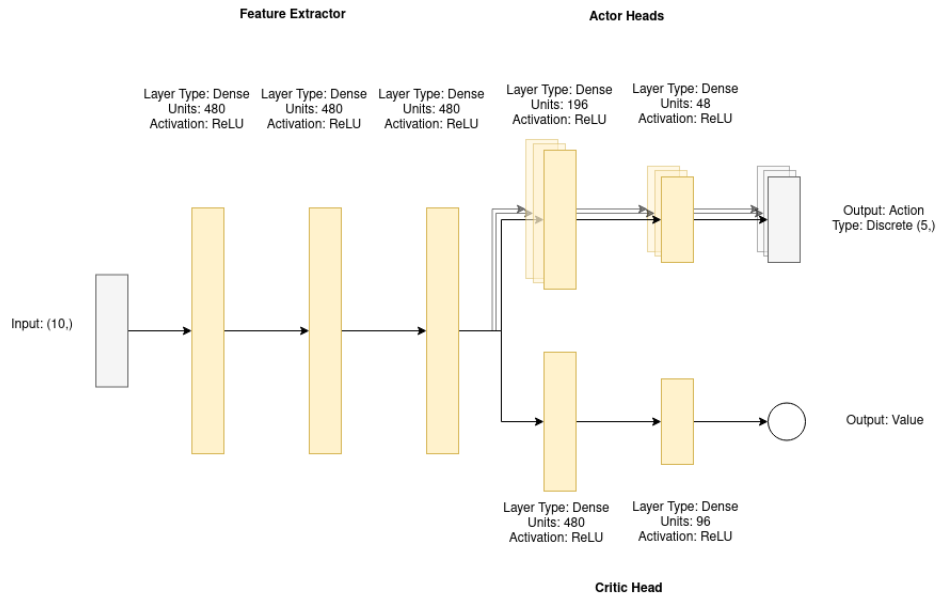 Feature Extractor
Actor Heads
Layer Type: Dense
Units: 480
Activation: ReLU
Layer Type: Dense
Units: 480
Activation: ReLU
Layer Type: Dense
Units: 480
Activation: ReLU
Layer Type: Dense
Units: 196
Activation: ReLU
Layer Type: Dense
Units: 48
Activation: ReLU
Output: Action
Type: Discrete (5,)
Input: (10,)
Output: Value
Layer Type: Dense
Units: 480
Activation: ReLU
Layer Type: Dense
Units: 96
Activation: ReLU
Critic Head